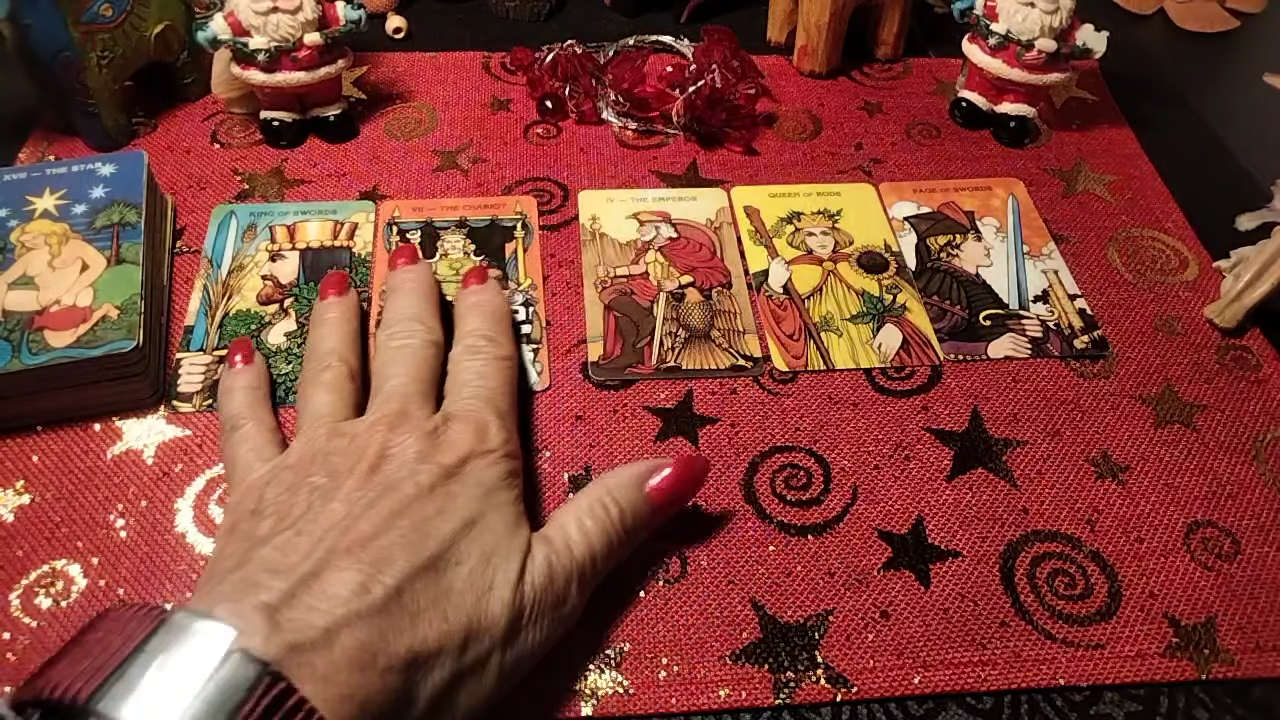 XVII — THE STAR
KING OF SWORDS
VII — THE CHARIOT
IV — THE EMPEROR
QUEEN OF RODS
PAGE OF SWORDS